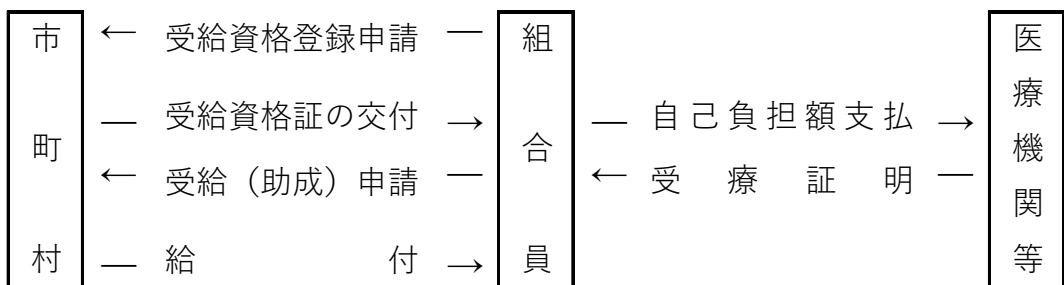 市町村
← 受給資格登録申請 ―
― 受給資格証の交付 →
← 受給（助成）申請 ―
― 給付 →
組合員
― 自己負担額支払 →
← 受療証明 ―
医療機関等